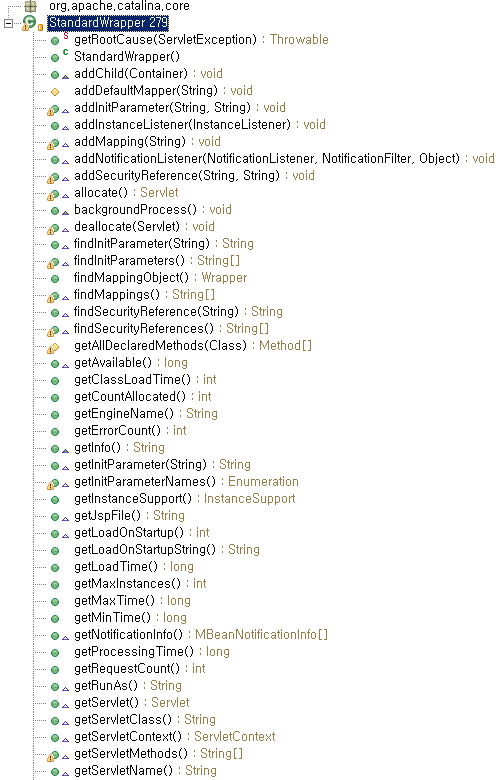 org.apache.catalina.core
StandardWrapper 279
S getRootCause(ServletException) : Throwable
C StandardWrapper()
addChild(Container) : void
addDefaultMapper(String) : void
addInitParameter(String, String) : void
addInstanceListener(InstanceListener) : void
addMapping(String) : void
addNotificationListener(NotificationListener, NotificationFilter, Object) : void
addSecurityReference(String, String) : void
allocate() : Servlet
backgroundProcess() : void
deallocate(Servlet) : void
findInitParameter(String) : String
findInitParameters() : String[]
findMappingObject() : Wrapper
findMappings() : String[]
findSecurityReference(String) : String
findSecurityReferences() : String[]
getAllDeclaredMethods(Class) : Method[]
getAvailable() : long
getClassLoadTime() : int
getCountAllocated() : int
getEngineName() : String
getErrorCount() : int
getInfo() : String
getInitParameter(String) : String
getInitParameterNames() : Enumeration
getInstanceSupport() : InstanceSupport
getJspFile() : String
getLoadOnStartup() : int
getLoadOnStartupString() : String
getLoadTime() : long
getMaxInstances() : int
getMaxTime() : long
getMinTime() : long
getNotificationInfo() : MBeanNotificationInfo[]
getProcessingTime() : long
getRequestCount() : int
getRunAs() : String
getServlet() : Servlet
getServletClass() : String
getServletContext() : ServletContext
getServletMethods() : String[]
getServletName() : String